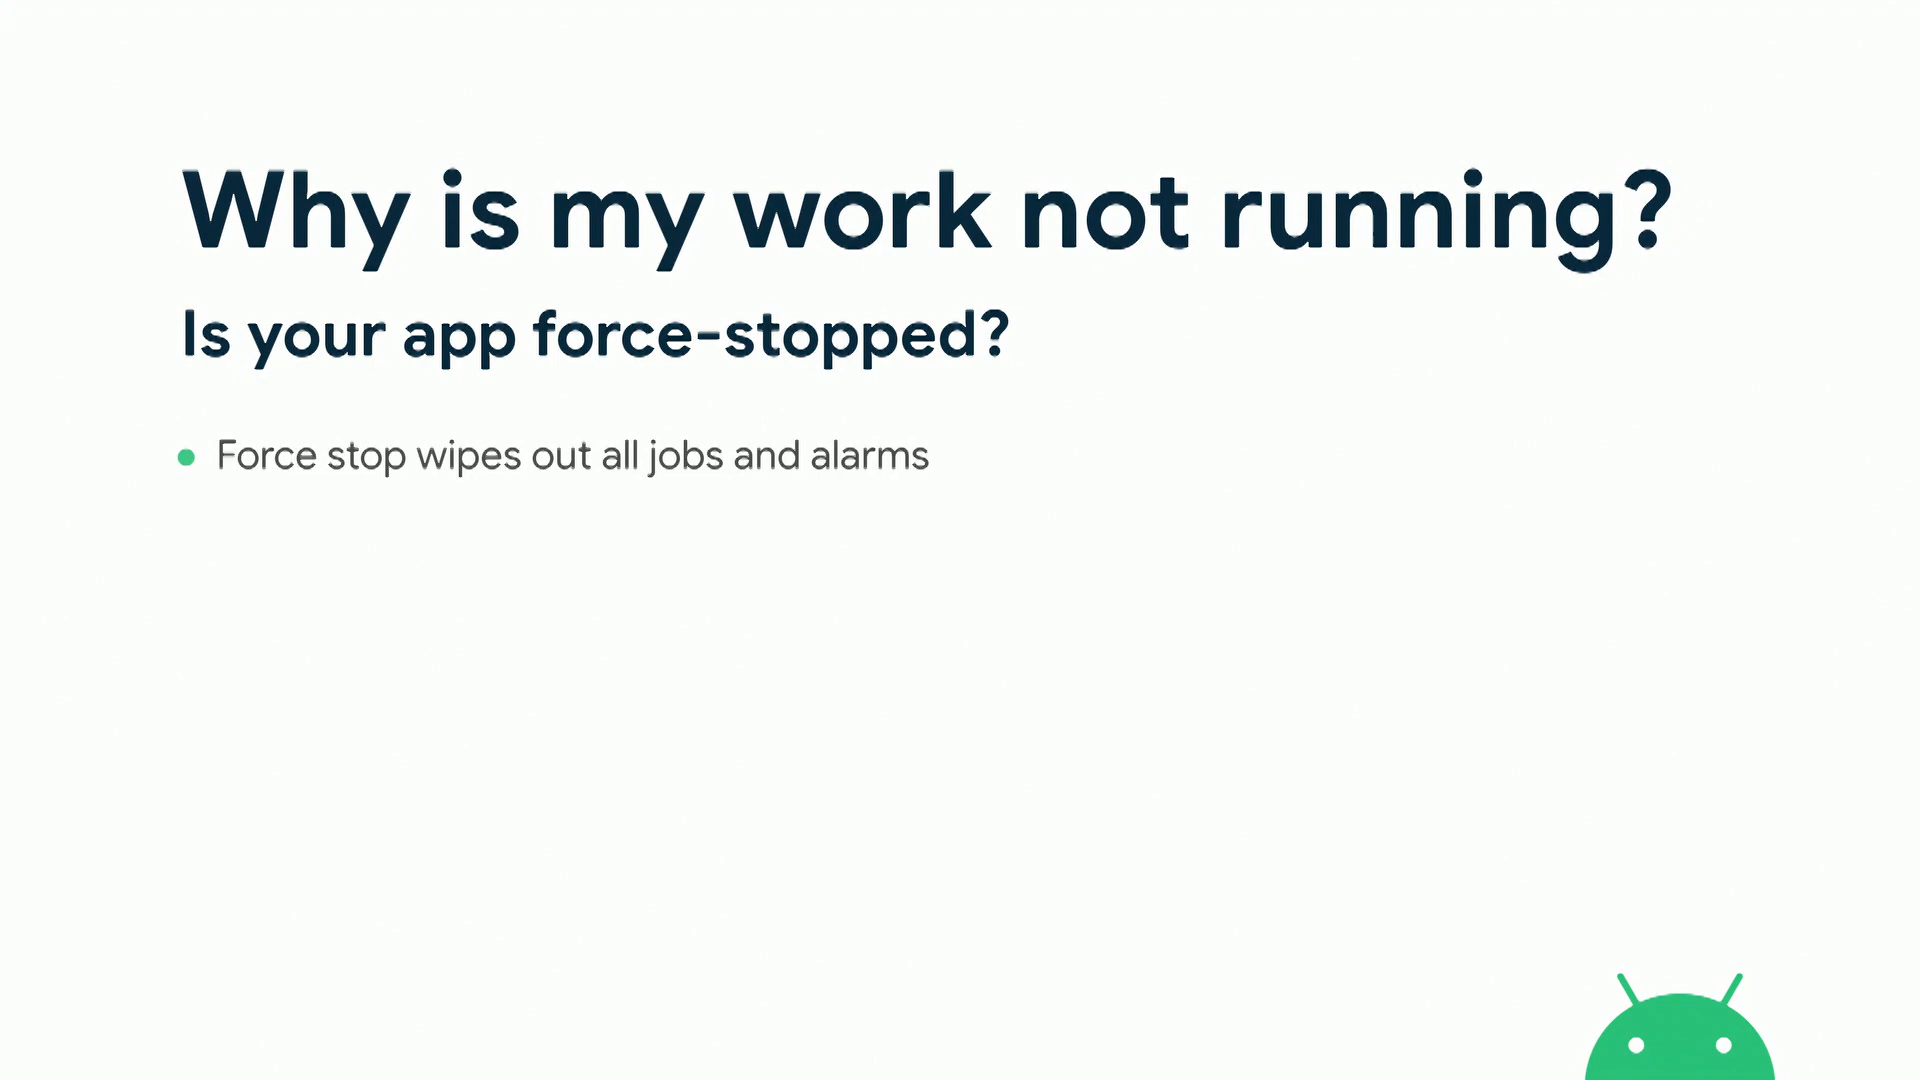 Why is my work not running?
Is your app force-stopped?
Force stop wipes out all jobs and alarms